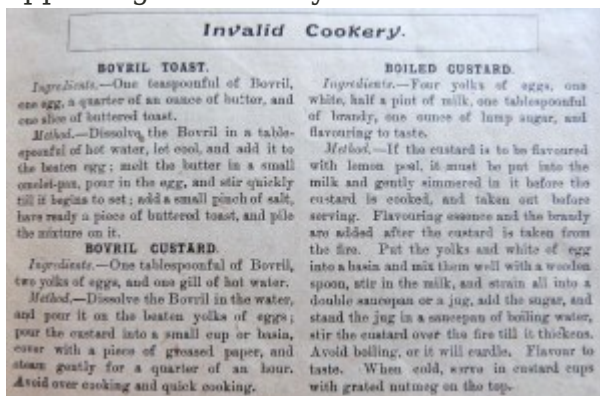 Invalid Cookery.
BOVRIL TOAST.
Ingredients.—One teaspoonful of Bovril,
one egg, a quarter of an ounce of butter, and
one slice of buttered toast.
Method.—Dissolve the Bovril in a table-
spoonful of hot water, let cool, and add it to
the beaten egg; melt the butter in a small
omelet-pan, pour in the egg, and stir quickly
till it begins to set; add a small pinch of salt,
have ready a piece of buttered toast, and pile
the mixture on it.
BOVRIL CUSTARD.
Ingredients.—One tablespoonful of Bovril,
two yolks of eggs, and one gill of hot water.
Method.—Dissolve the Bovril in the water,
and pour it on the beaten yolks of eggs;
pour the custard into a small cup or basin,
cover with a piece of greased paper, and
steam gently for a quarter of an hour.
Avoid over cooking and quick cooking.
BOILED CUSTARD.
Ingredients.—Four yolks of eggs, one
white, half a pint of milk, one tablespoonful
of brandy, one ounce of lump sugar, and
flavouring to taste.
Method.—If the custard is to be flavoured
with lemon peel, it must be put into the
milk and gently simmered in it before the
custard is cooked, and taken out before
serving. Flavouring essence and the brandy
are added after the custard is taken from
the fire. Put the yolks and white of egg
into a basin and mix them well with a wooden
spoon, stir in the milk, and strain all into a
double saucepan or a jug, add the sugar, and
stand the jug in a saucepan of boiling water,
stir the custard over the fire till it thickens.
Avoid boiling, or it will curdle. Flavour to
taste. When cold, serve in custard cups
with grated nutmeg on the top.